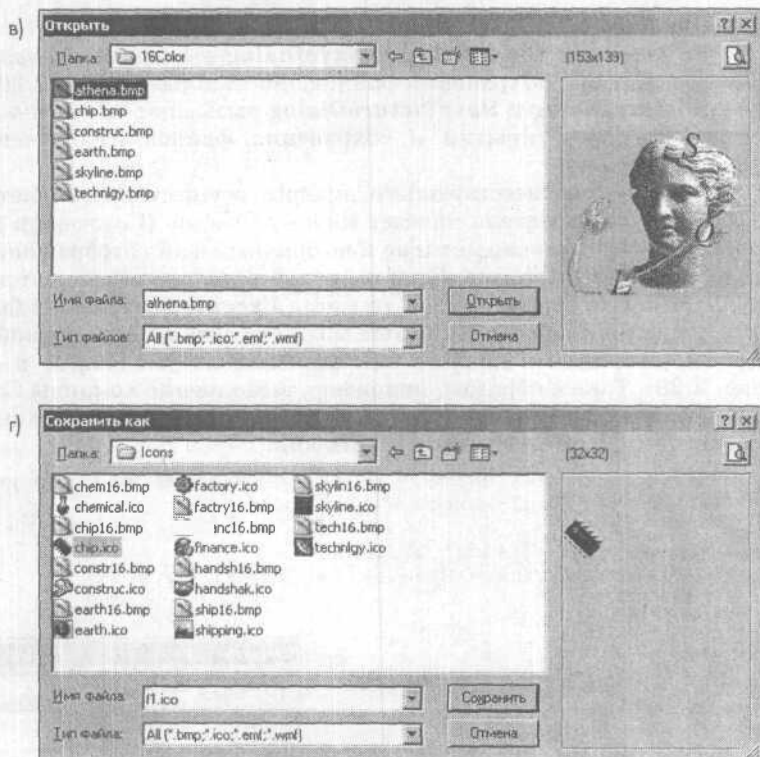 в)
Открыть
Папка: 16Color
[153x139]
athena.bmp
chip.bmp
construc.bmp
earth.bmp
skyline.bmp
technlgy.bmp
Имя файла: athena.bmp Открыть
Тип файлов: All (*.bmp;*.ico;*.emf;*.wmf) Отмена
г)
Сохранить как
Папка: Icons
(32x32)
chem16.bmp factory.ico skylin16.bmp
chemical.ico factry16.bmp skyline.ico
chip16.bmp nc16.bmp tech16.bmp
chip.ico finance.ico technlgy.ico
constr16.bmp handsh16.bmp
construc.ico handshak.ico
earth16.bmp ship16.bmp
earth.ico shipping.ico
Имя файла: f1.ico Сохранить
Тип файлов: All (*.bmp;*.ico;*.emf;*.wmf) Отмена